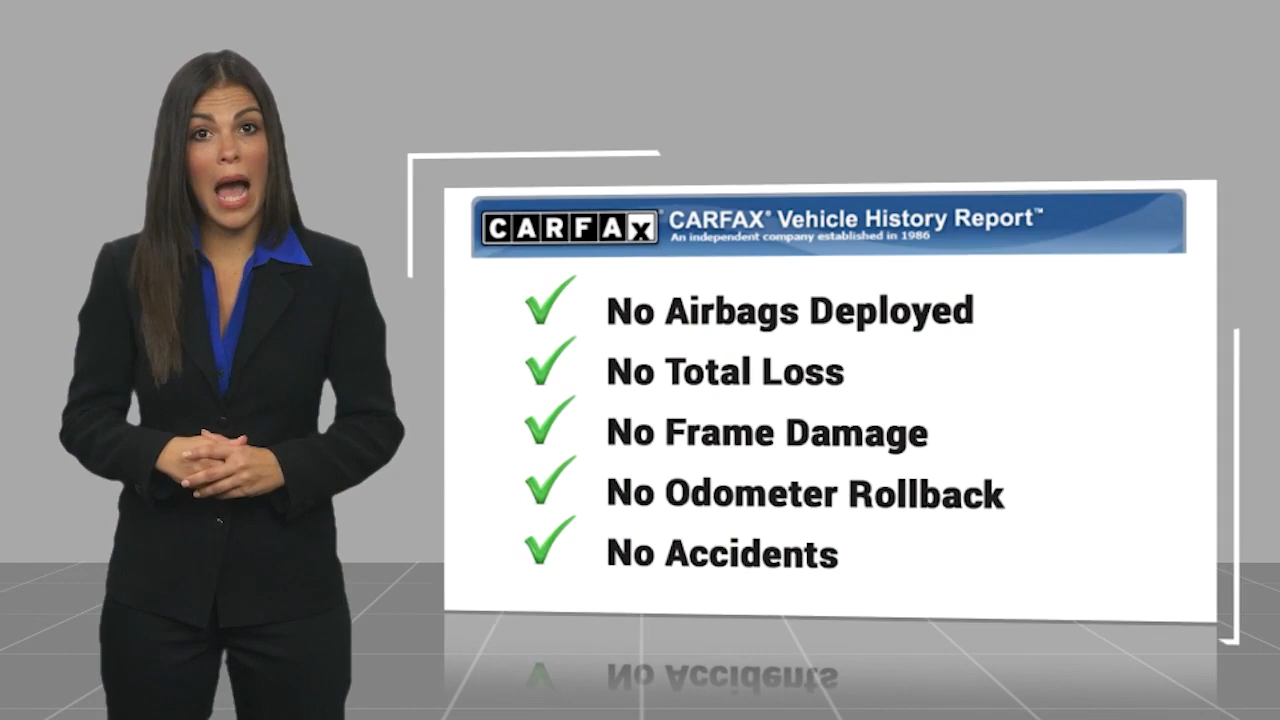 CARFAX® CARFAX® Vehicle History Report™
An independent company established in 1986
No Airbags Deployed
No Total Loss
No Frame Damage
No Odometer Rollback
No Accidents
No Accidents